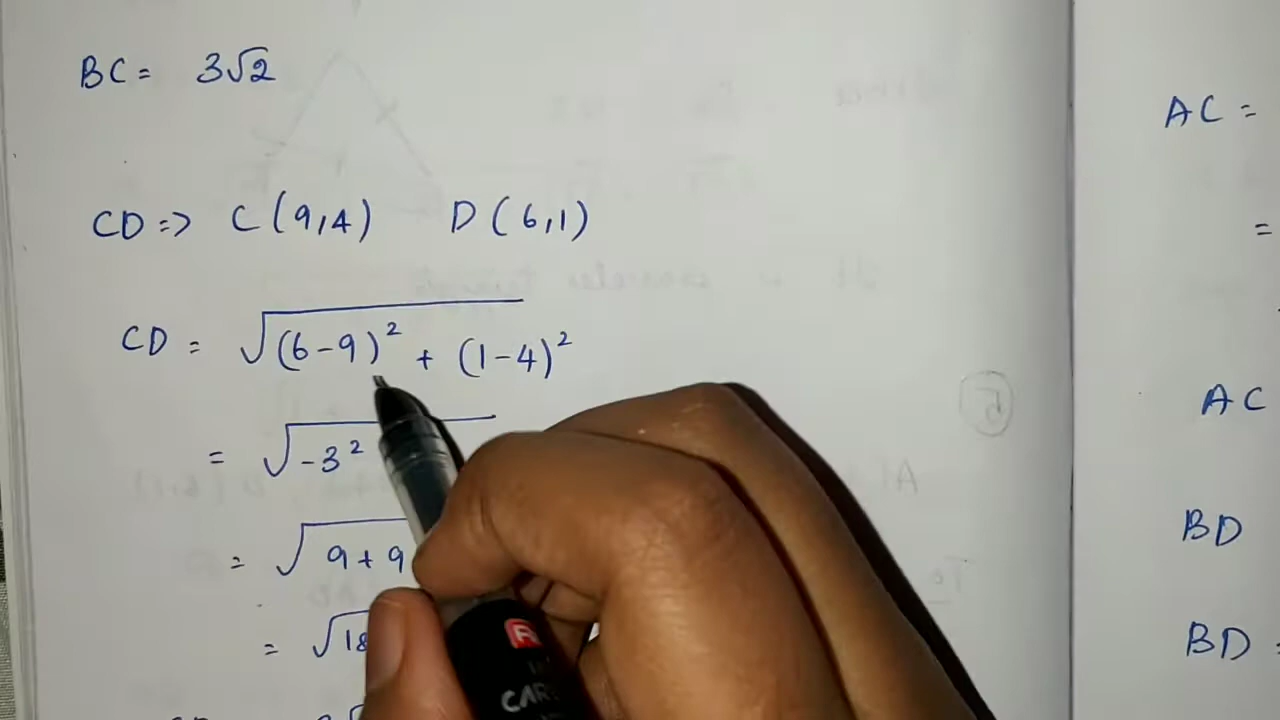 BC = 3√2
CD => C(9,4) D(6,1)
CD = √(6-9)² + (1-4)²
= √-3²
= √9+9
= √18
AC =
=
AC
BD
BD =